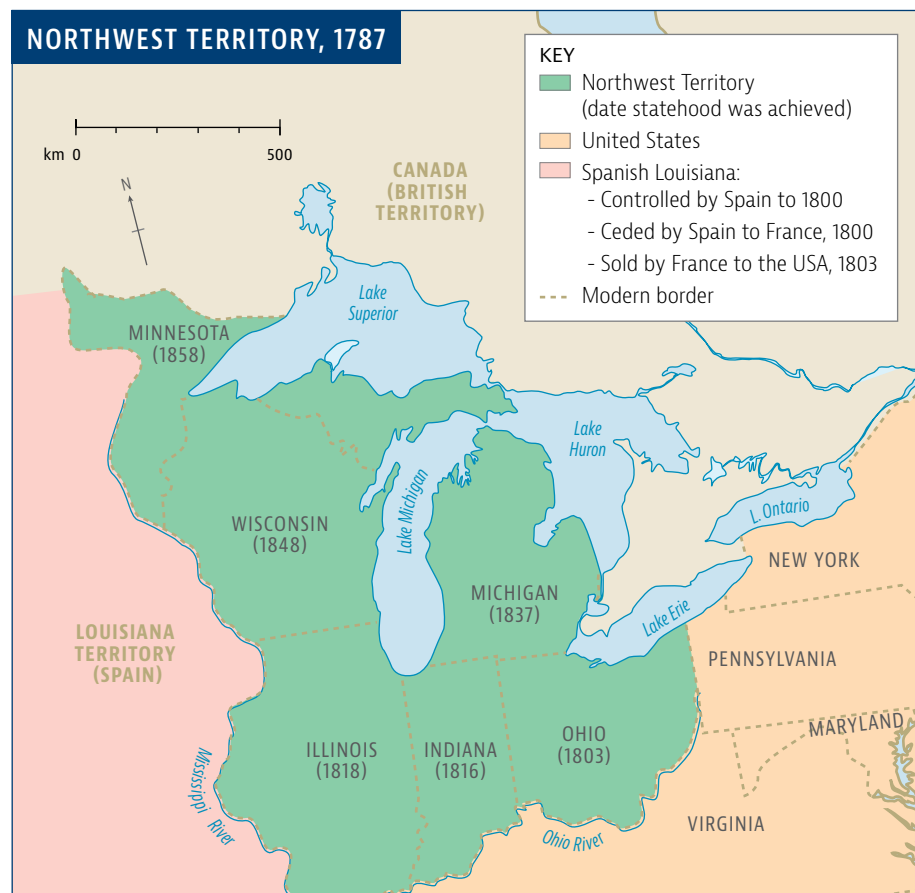 NORTHWEST TERRITORY, 1787
KEY
Northwest Territory
(date statehood was achieved)
United States
Spanish Louisiana:
- Controlled by Spain to 1800
- Ceded by Spain to France, 1800
- Sold by France to the USA, 1803
Modern border
km 0 500
N
CANADA
(BRITISH
TERRITORY)
Lake
Superior
MINNESOTA
(1858)
Lake
Huron
Lake Michigan
L. Ontario
WISCONSIN
(1848)
NEW YORK
MICHIGAN
(1837)
Lake Erie
LOUISIANA
TERRITORY
(SPAIN)
PENNSYLVANIA
MARYLAND
ILLINOIS
(1818)
INDIANA
(1816)
OHIO
(1803)
Mississippi River
Ohio River
VIRGINIA